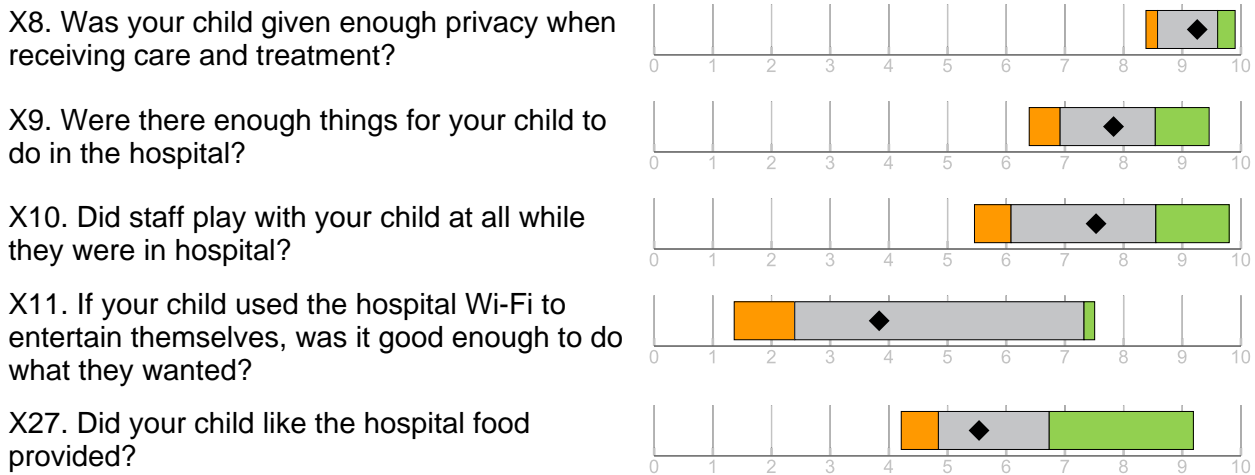 X8. Was your child given enough privacy when
receiving care and treatment?
0 1 2 3 4 5 6 7 8 9 10
X9. Were there enough things for your child to
do in the hospital?
0 1 2 3 4 5 6 7 8 9 10
X10. Did staff play with your child at all while
they were in hospital?
0 1 2 3 4 5 6 7 8 9 10
X11. If your child used the hospital Wi-Fi to
entertain themselves, was it good enough to do
what they wanted?
0 1 2 3 4 5 6 7 8 9 10
X27. Did your child like the hospital food
provided?
0 1 2 3 4 5 6 7 8 9 10